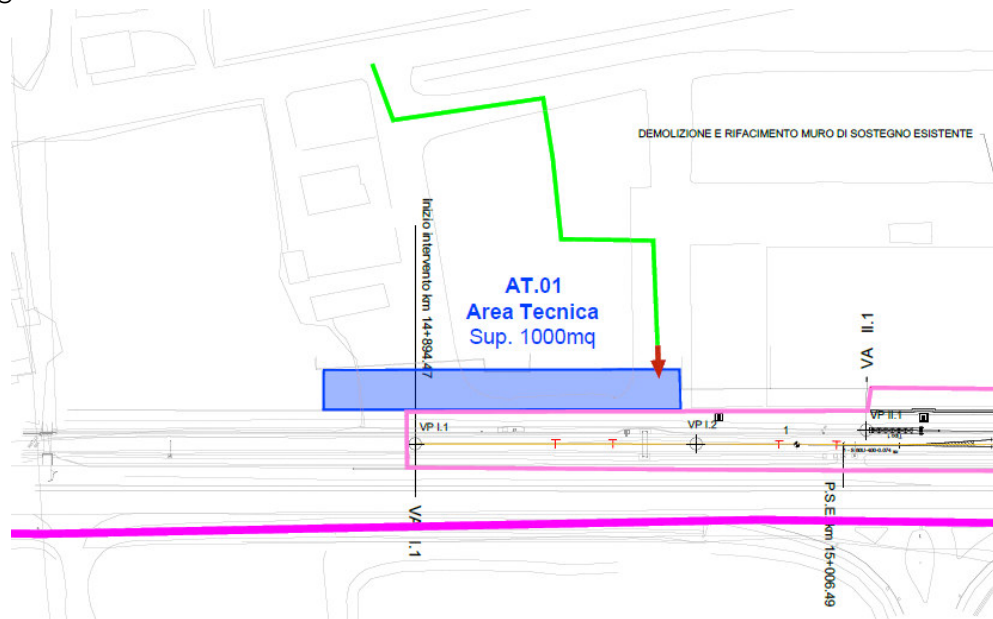 DEMOLIZIONE E RIFACIMENTO MURO DI SOSTEGNO ESISTENTE
Inizio intervento km 14+894.47
AT.01
Area Tecnica
Sup. 1000mq
VA II.1
VP I.1
VP I.2
1
VP II.1
VA I.1
P.S.E. km 15+006.49